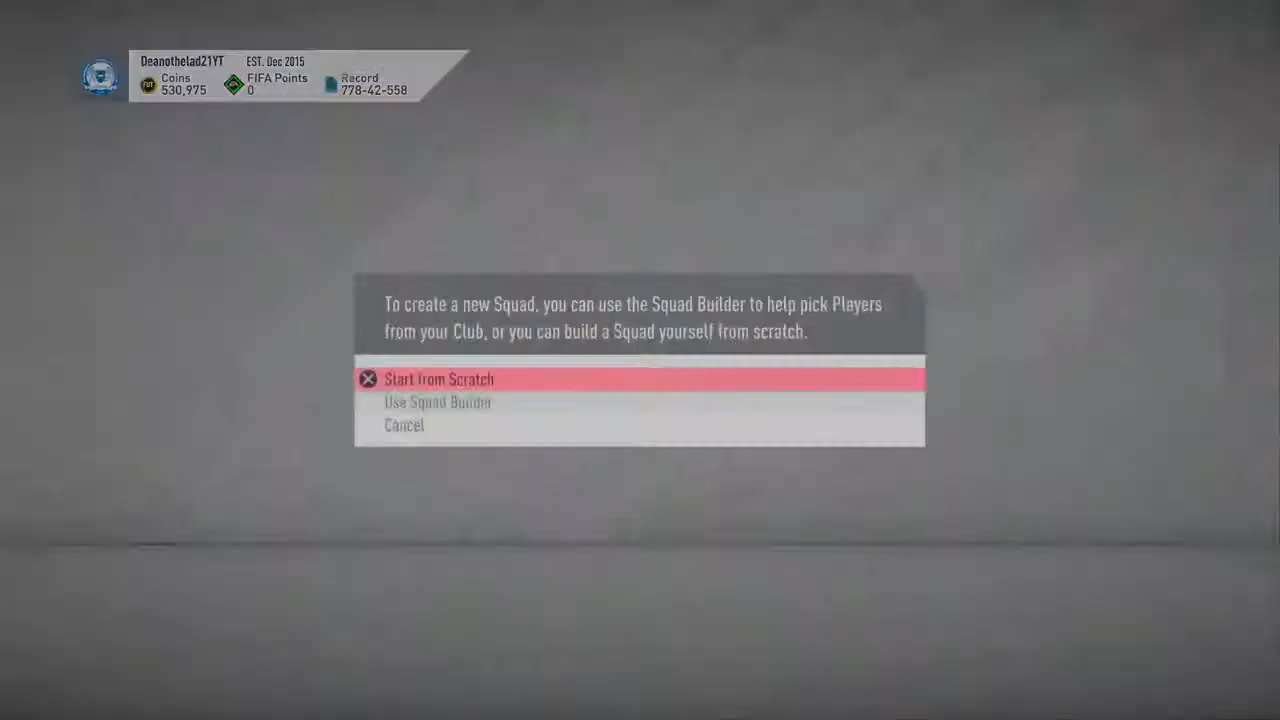 Deanothelad21YT EST. Dec 2015
FUT Coins FIFA Points Record
530,975 0 778-42-558
To create a new Squad, you can use the Squad Builder to help pick Players
from your Club, or you can build a Squad yourself from scratch.
Start from Scratch
Use Squad Builder
Cancel